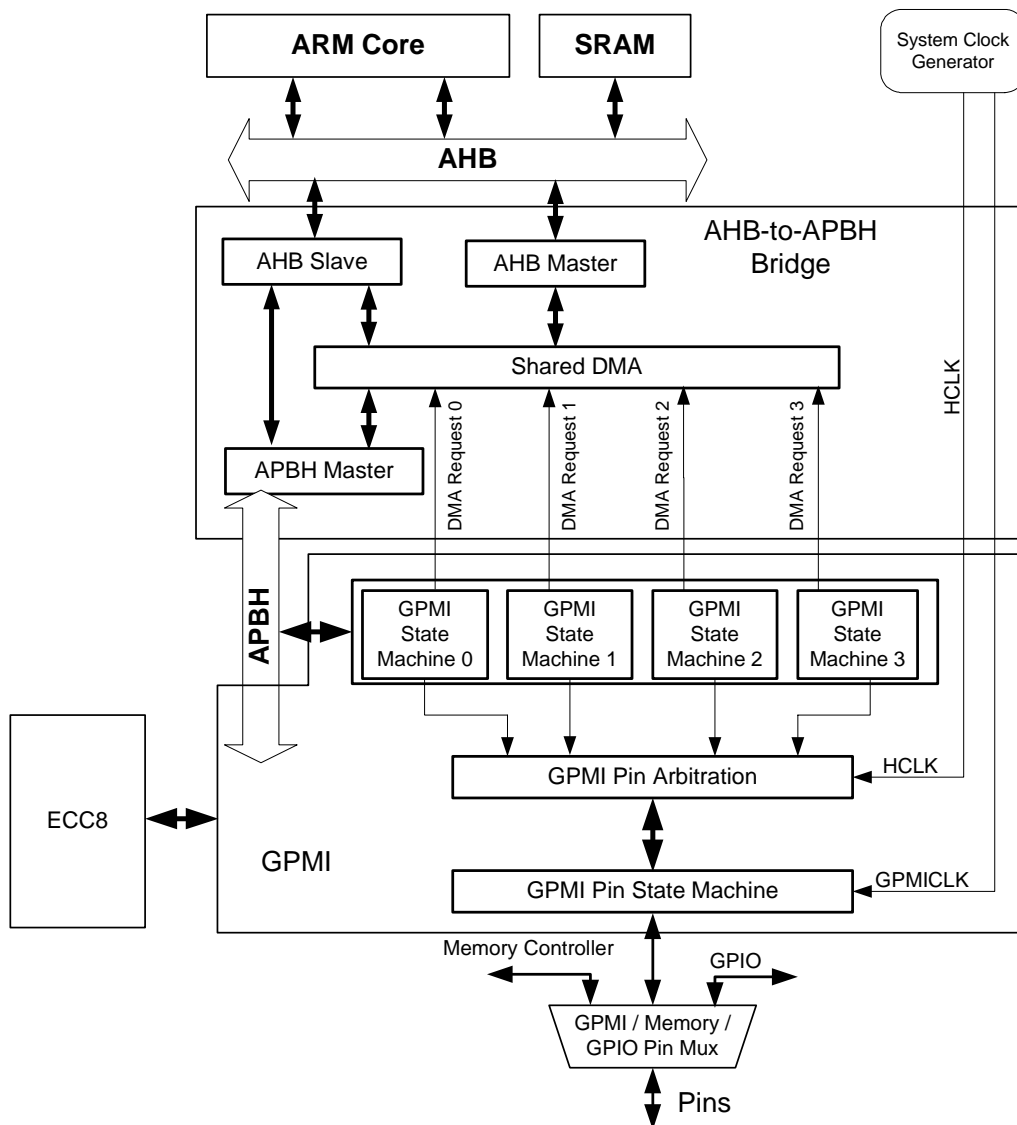 ARM Core
SRAM
System Clock
Generator
AHB
AHB-to-APBH
Bridge
AHB Slave
AHB Master
Shared DMA
HCLK
DMA Request 0
DMA Request 1
DMA Request 2
DMA Request 3
APBH Master
APBH
GPMI
State
Machine 0
GPMI
State
Machine 1
GPMI
State
Machine 2
GPMI
State
Machine 3
GPMI Pin Arbitration
HCLK
ECC8
GPMI
GPMI Pin State Machine
GPMICLK
Memory Controller
GPIO
GPMI / Memory /
GPIO Pin Mux
Pins